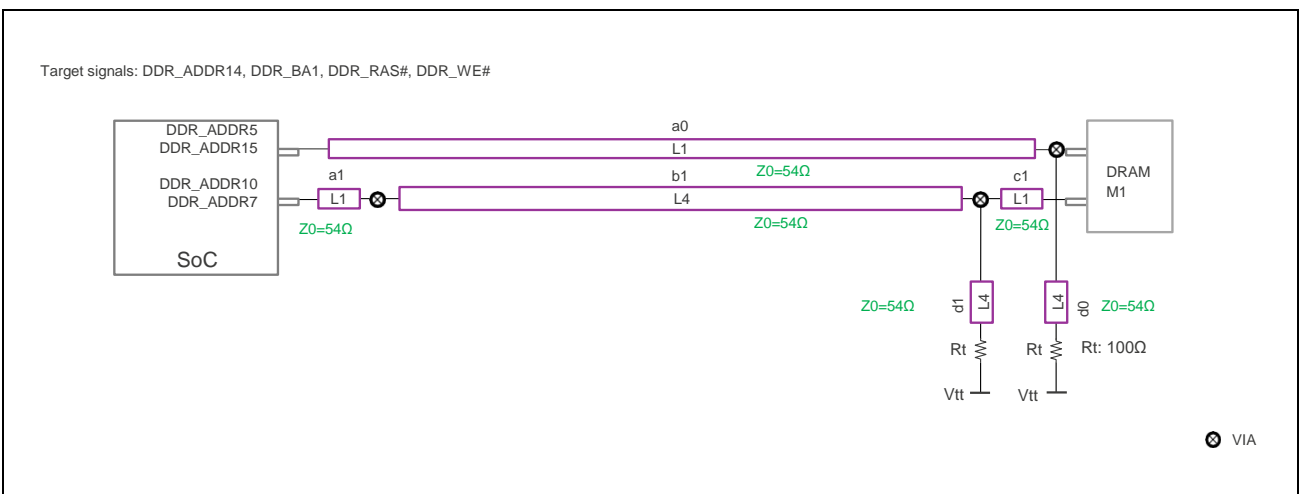 Target signals: DDR_ADDR14, DDR_BA1, DDR_RAS#, DDR_WE#
DDR_ADDR5
DDR_ADDR15
a0
L1
Z0=54Ω
DRAM
M1
DDR_ADDR10
DDR_ADDR7
a1
L1
Z0=54Ω
b1
L4
Z0=54Ω
c1
L1
Z0=54Ω
SoC
Z0=54Ω
d1
L4
L4
d0
Z0=54Ω
Rt
Rt
Rt: 100Ω
Vtt
Vtt
VIA